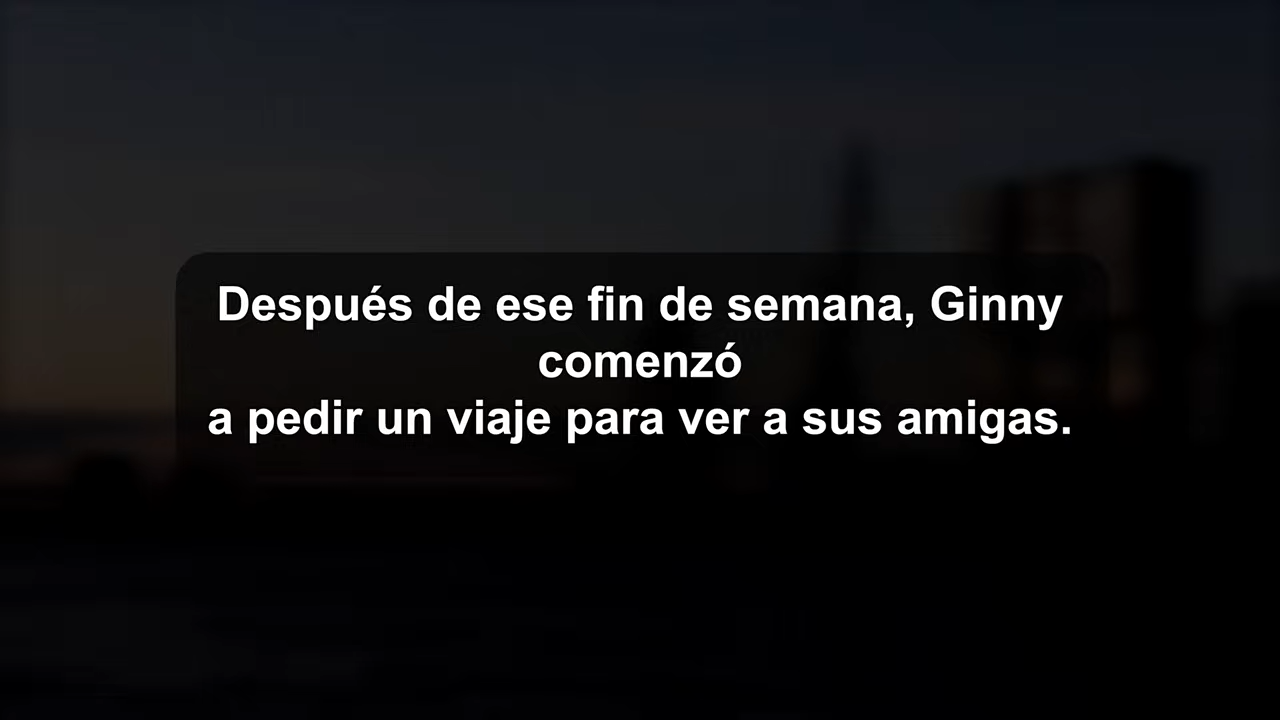 Después de ese fin de semana, Ginny
comenzó
a pedir un viaje para ver a sus amigas.